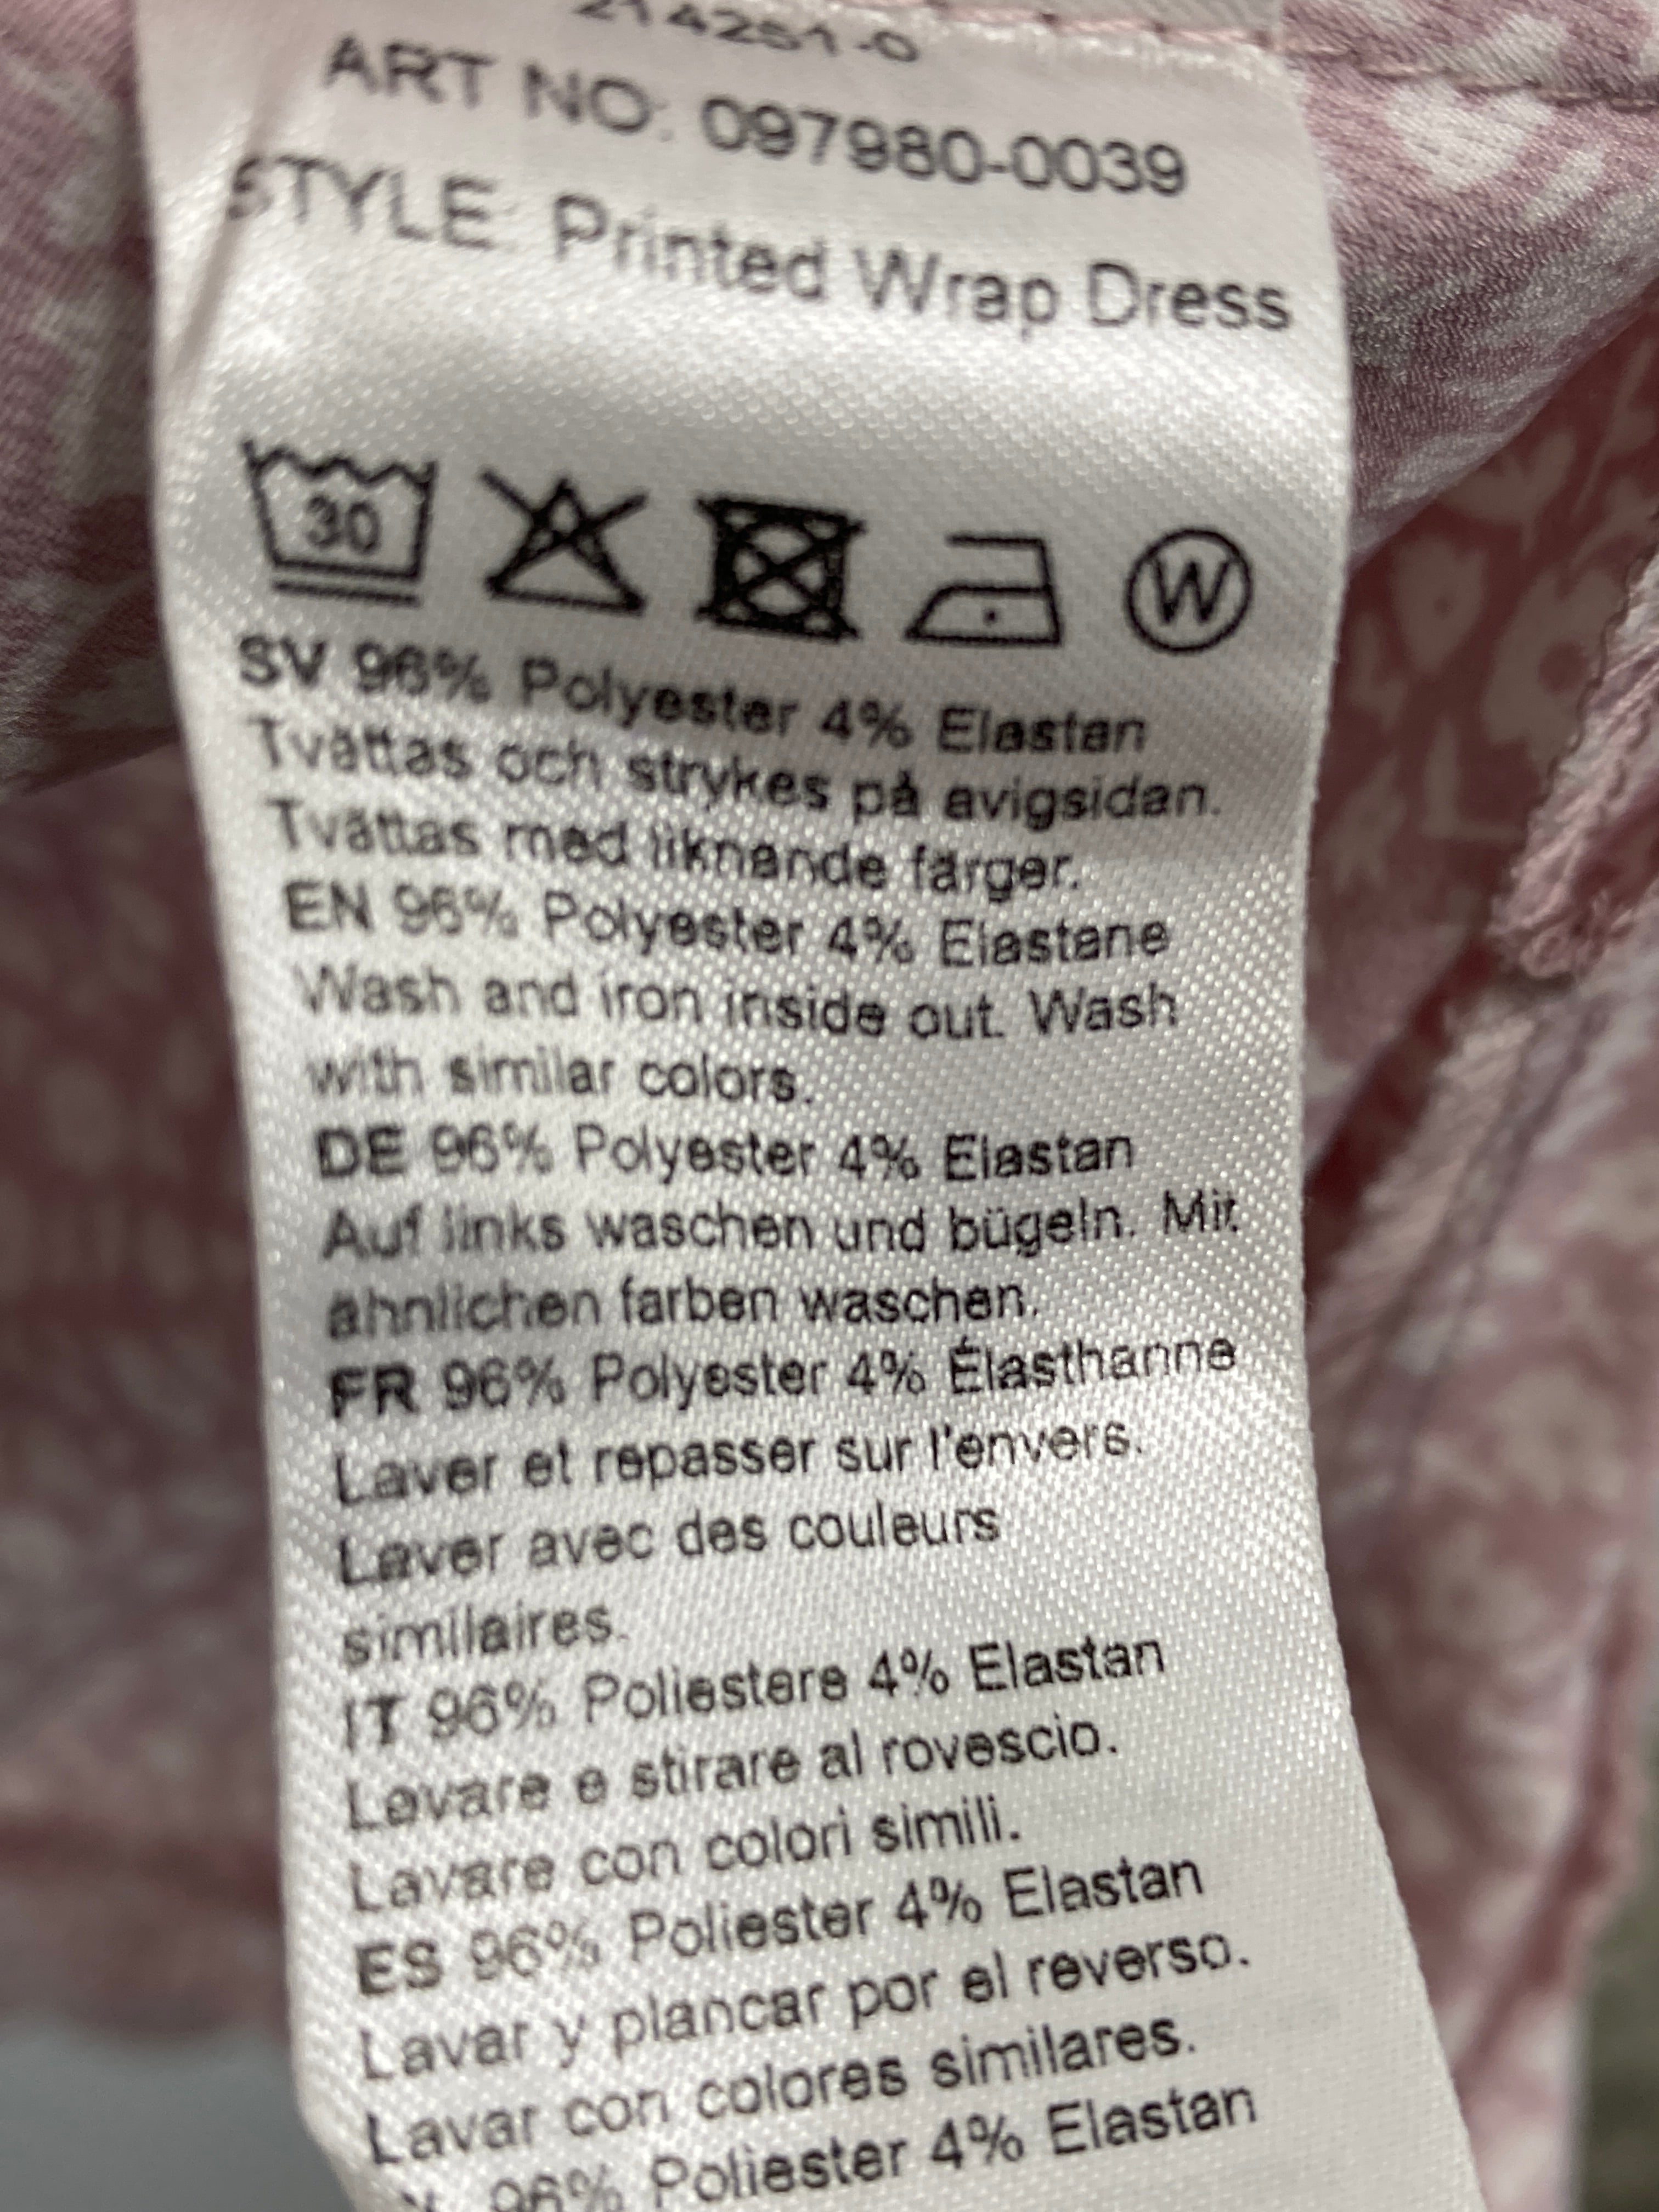 214251-0
ART NO: 097980-0039
STYLE: Printed Wrap Dress
30
W
SV 96% Polyester 4% Elastan
Tvättas och strykes på avigsidan.
Tvättas med liknande färger.
EN 96% Polyester 4% Elastane
Wash and iron inside out. Wash
with similar colors.
DE 96% Polyester 4% Elastan
Auf links waschen und bügeln. Mit
ähnlichen farben waschen.
FR 96% Polyester 4% Élasthanne
Laver et repasser sur l'envers.
Laver avec des couleurs
similaires.
IT 96% Poliestere 4% Elastan
Lavare e stirare al rovescio.
Lavare con colori simili.
ES 96% Poliester 4% Elastan
Lavar y plancar por el reverso.
Lavar con colores similares.
96% Poliester 4% Elastan